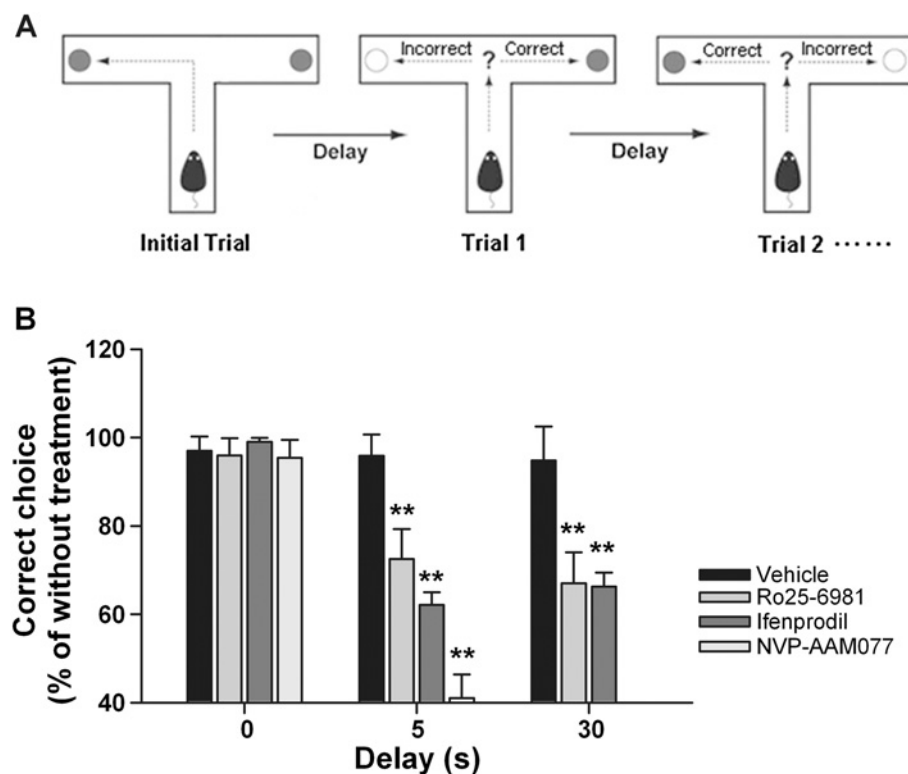 A
Incorrect ? Correct
Correct ? Incorrect
Delay
Delay
Initial Trial
Trial 1
Trial 2 ······
B
Correct choice
(% of without treatment)
120
100
80
60
40
**
**
**
**
**
0
5
30
Delay (s)
Vehicle
Ro25-6981
Ifenprodil
NVP-AAM077